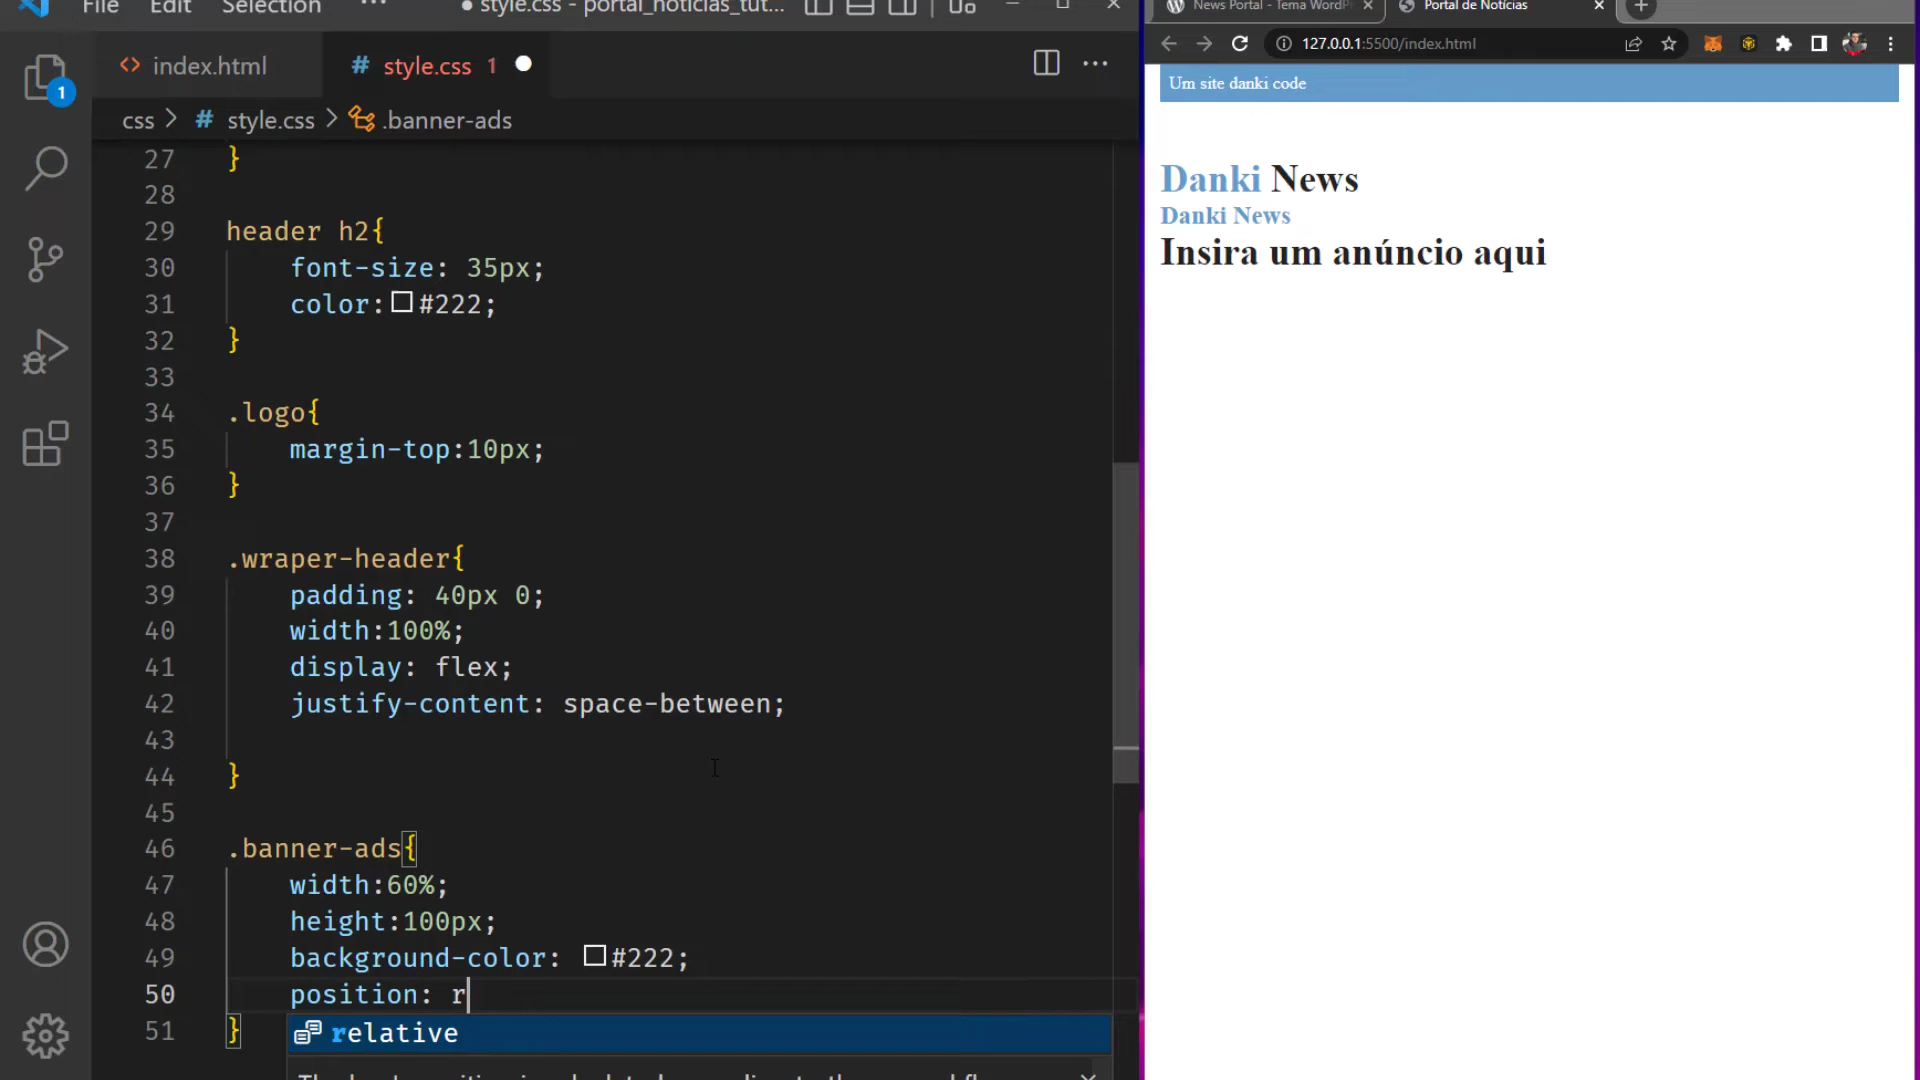 File Edit Selection ...
● style.css - portal_noticias_tut...
index.html
# style.css 1
css > # style.css > .banner-ads
1
27 }
28
29 header h2{
30 font-size: 35px;
31 color: #222;
32 }
33
34 .logo{
35 margin-top:10px;
36 }
37
38 .wraper-header{
39 padding: 40px 0;
40 width:100%;
41 display: flex;
42 justify-content: space-between;
43
44 }
45
46 .banner-ads{
47 width:60%;
48 height:100px;
49 background-color: #222;
50 position: r
51 }
relative
News Portal - Tema WordP
Portal de Notícias
127.0.0.1:5500/index.html
Um site danki code
Danki News
Danki News
Insira um anúncio aqui